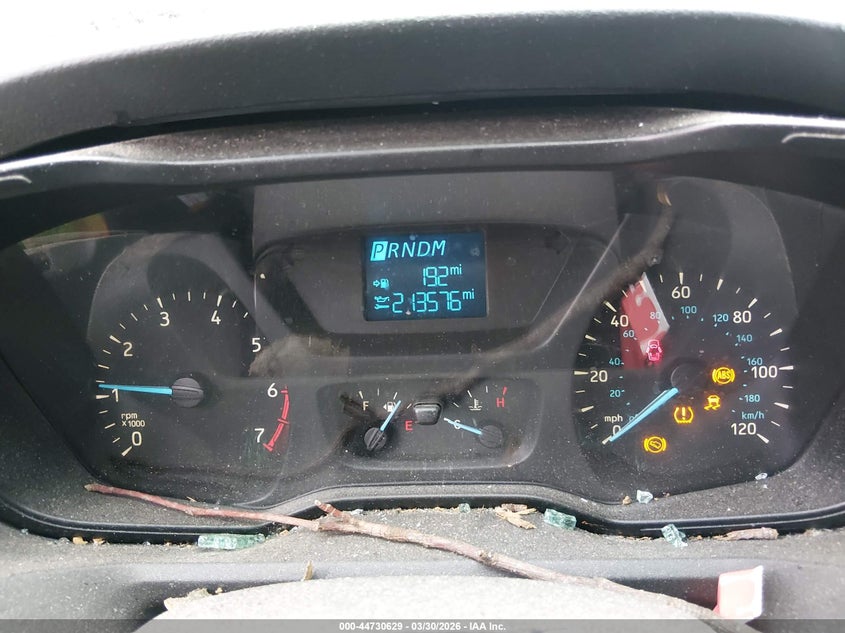 PRNDM
192 mi
213576 mi
0 1 2 3 4 5 6 7
rpm
X1000
F E
C H
0 20 40 60 80 100 120
20 40 60 80 100 120 140 160 180
mph
km/h
ABS
000-44730629 - 03/30/2026 - IAA Inc.